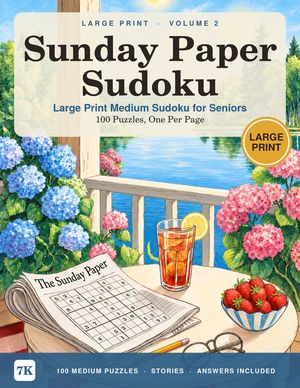 LARGE PRINT · VOLUME 2
Sunday Paper
Sudoku
Large Print Medium Sudoku for Seniors
100 Puzzles, One Per Page
LARGE
PRINT
The Sunday Paper
7K
100 MEDIUM PUZZLES · STORIES · ANSWERS INCLUDED